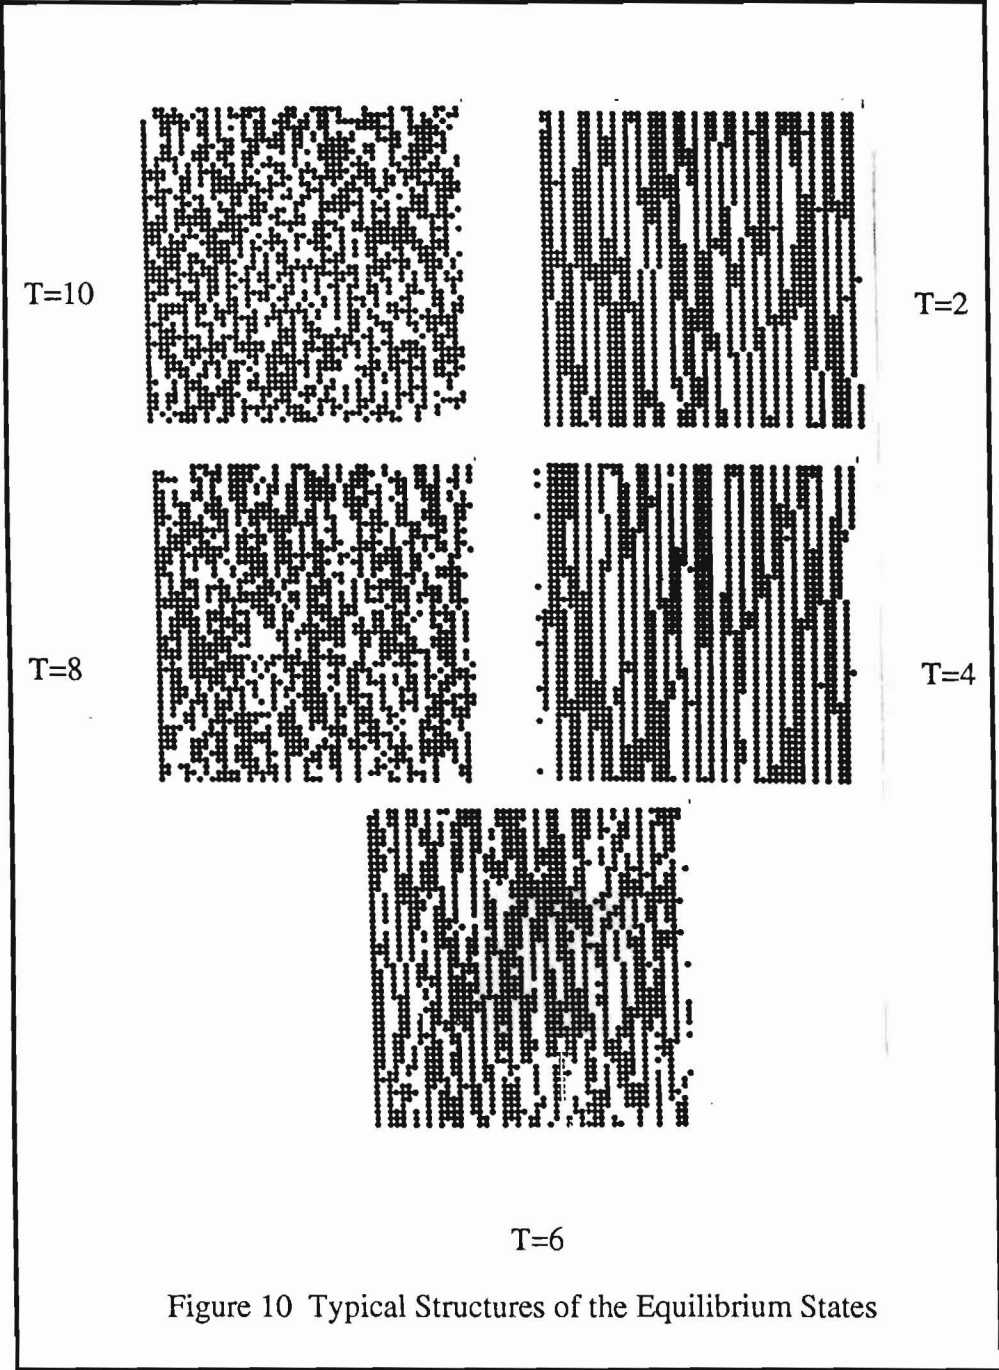 T=10
T=2
T=8
T=4
T=6
Figure 10 Typical Structures of the Equilibrium States